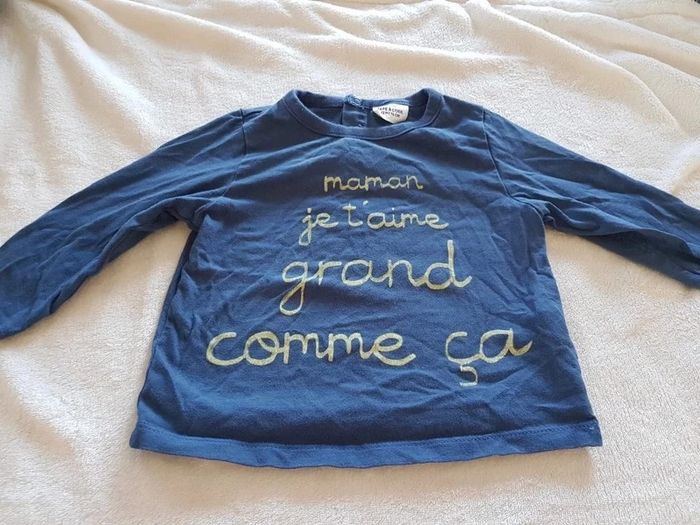 maman
je t'aime
grand
comme ça